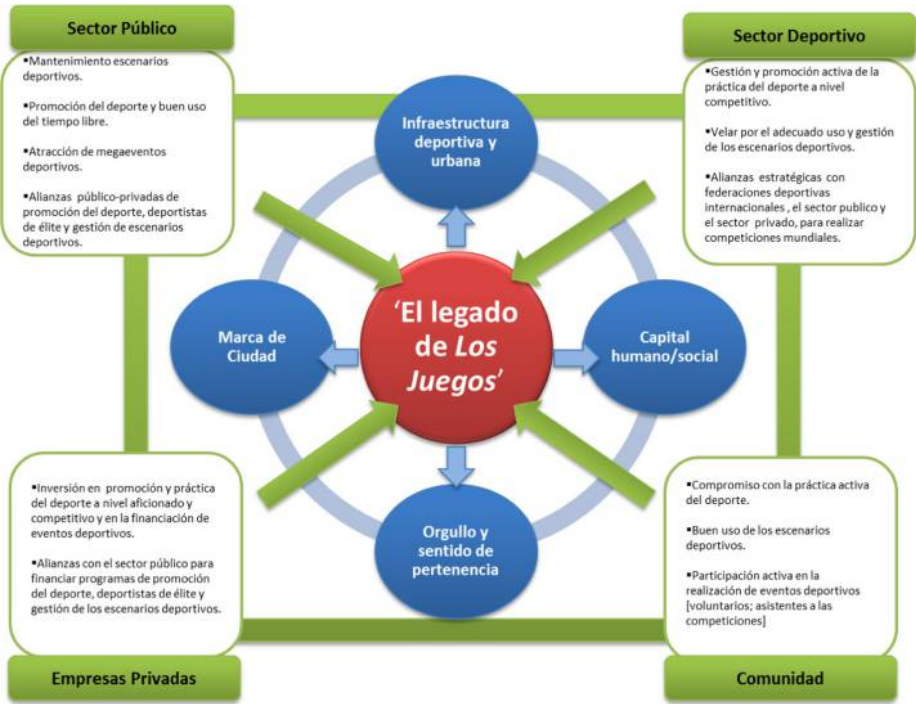 Sector Público
▪Mantenimiento escenarios
deportivos.
▪Promoción del deporte y buen uso
del tiempo libre.
▪Atracción de megaeventos
deportivos.
▪Alianzas público-privadas de
promoción del deporte, deportistas
de élite y gestión de escenarios
deportivos.
Sector Deportivo
▪Gestión y promoción activa de la
práctica del deporte a nivel
competitivo.
▪Velar por el adecuado uso y gestión
de los escenarios deportivos.
▪Alianzas estratégicas con
federaciones deportivas
internacionales , el sector publico y
el sector privado, para realizar
competiciones mundiales.
Infraestructura
deportiva y
urbana
Marca de
Ciudad
‘El legado
de Los
Juegos’
Capital
humano/social
Orgullo y
sentido de
pertenencia
▪Inversión en promoción y práctica
del deporte a nivel aficionado y
competitivo y en la financiación de
eventos deportivos.
▪Alianzas con el sector público para
financiar programas de promoción
del deporte, deportistas de élite y
gestión de los escenarios deportivos.
Empresas Privadas
▪Compromiso con la práctica activa
del deporte.
▪Buen uso de los escenarios
deportivos.
▪Participación activa en la
realización de eventos deportivos
[voluntarios; asistentes a las
competiciones]
Comunidad